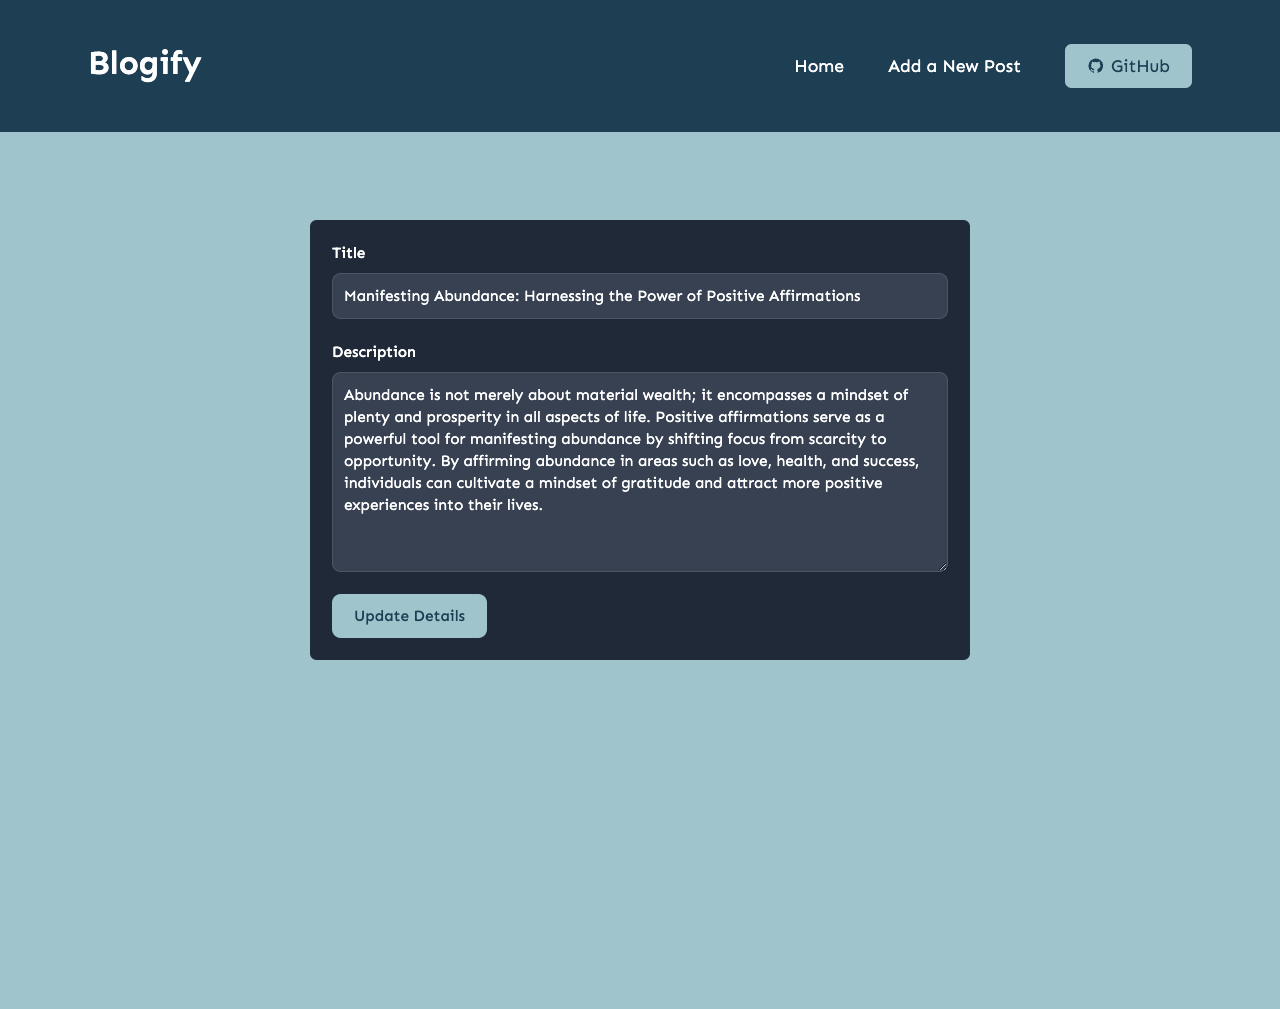 Blogify
Home
Add a New Post
GitHub
Title
Manifesting Abundance: Harnessing the Power of Positive Affirmations
Description
Abundance is not merely about material wealth; it encompasses a mindset of
plenty and prosperity in all aspects of life. Positive affirmations serve as a
powerful tool for manifesting abundance by shifting focus from scarcity to
opportunity. By affirming abundance in areas such as love, health, and success,
individuals can cultivate a mindset of gratitude and attract more positive
experiences into their lives.
Update Details